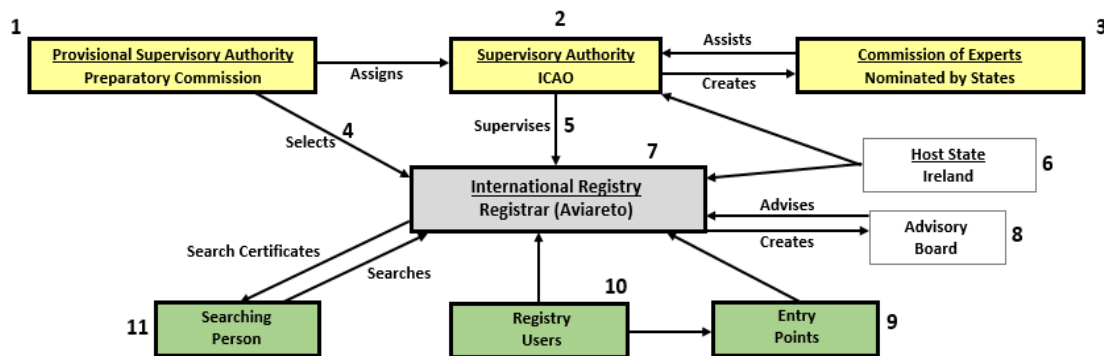 1
2
3
Provisional Supervisory Authority
Preparatory Commission
Assigns
Supervisory Authority
ICAO
Assists
Creates
Commission of Experts
Nominated by States
Selects
4
Supervises
5
7
Host State
Ireland
6
International Registry
Registrar (Aviareto)
Advises
Creates
Advisory
Board
8
Search Certificates
Searches
10
11
Searching
Person
Registry
Users
Entry
Points
9